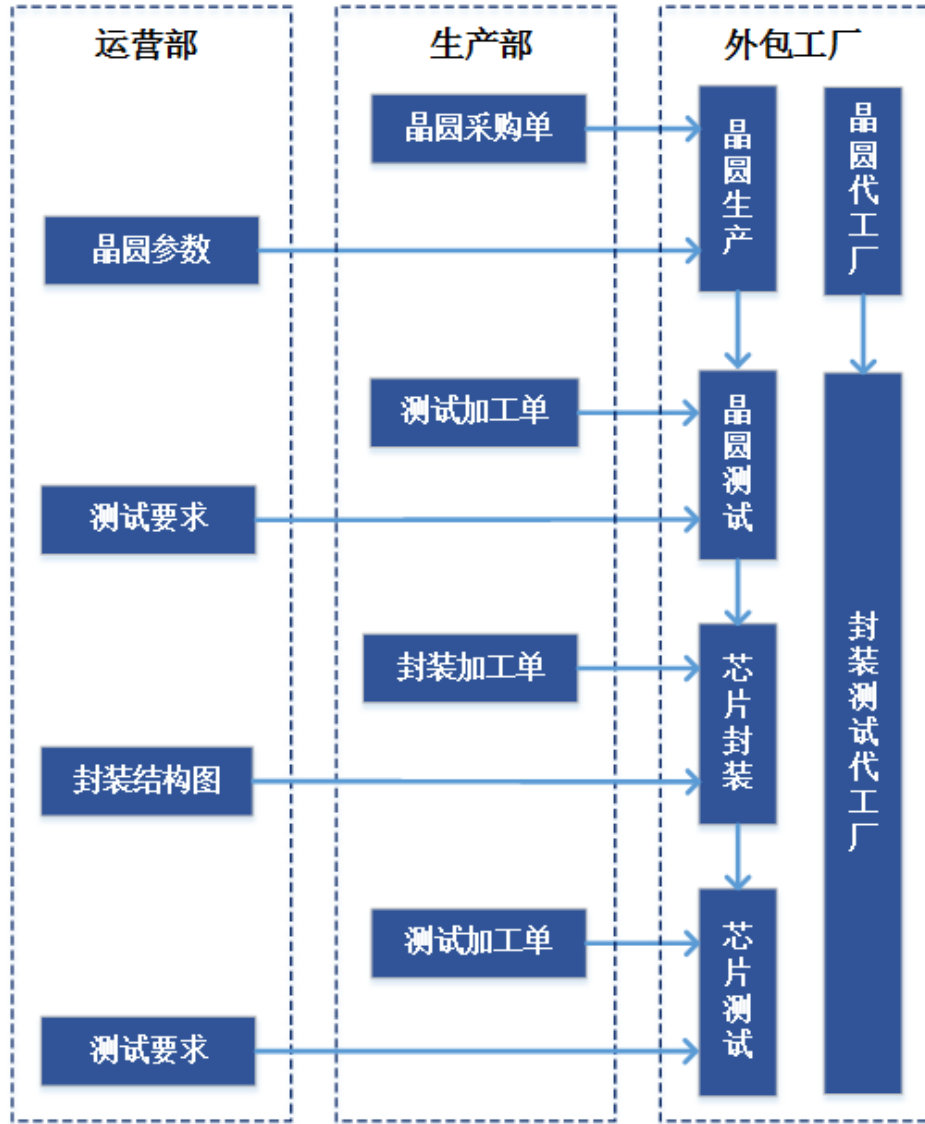 运营部
生产部
外包工厂
晶圆采购单
晶圆生产
晶圆代工厂
晶圆参数
测试加工单
晶圆测试
封装测试代工厂
测试要求
封装加工单
芯片封装
封装结构图
测试加工单
芯片测试
测试要求